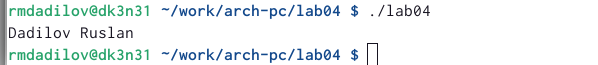 rmdadilov@dk3n31 ~/work/arch-pc/lab04 $ ./lab04
Dadilov Ruslan
rmdadilov@dk3n31 ~/work/arch-pc/lab04 $